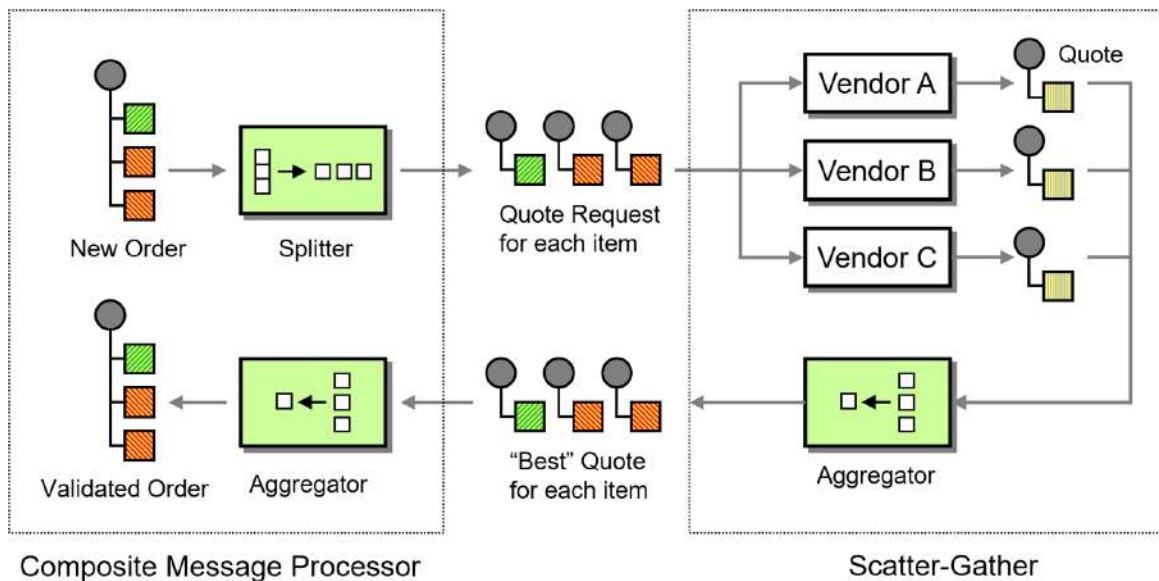 Quote
Vendor A
Vendor B
Vendor C
New Order
Splitter
Quote Request
for each item
Validated Order
Aggregator
“Best” Quote
for each item
Aggregator
Composite Message Processor
Scatter-Gather